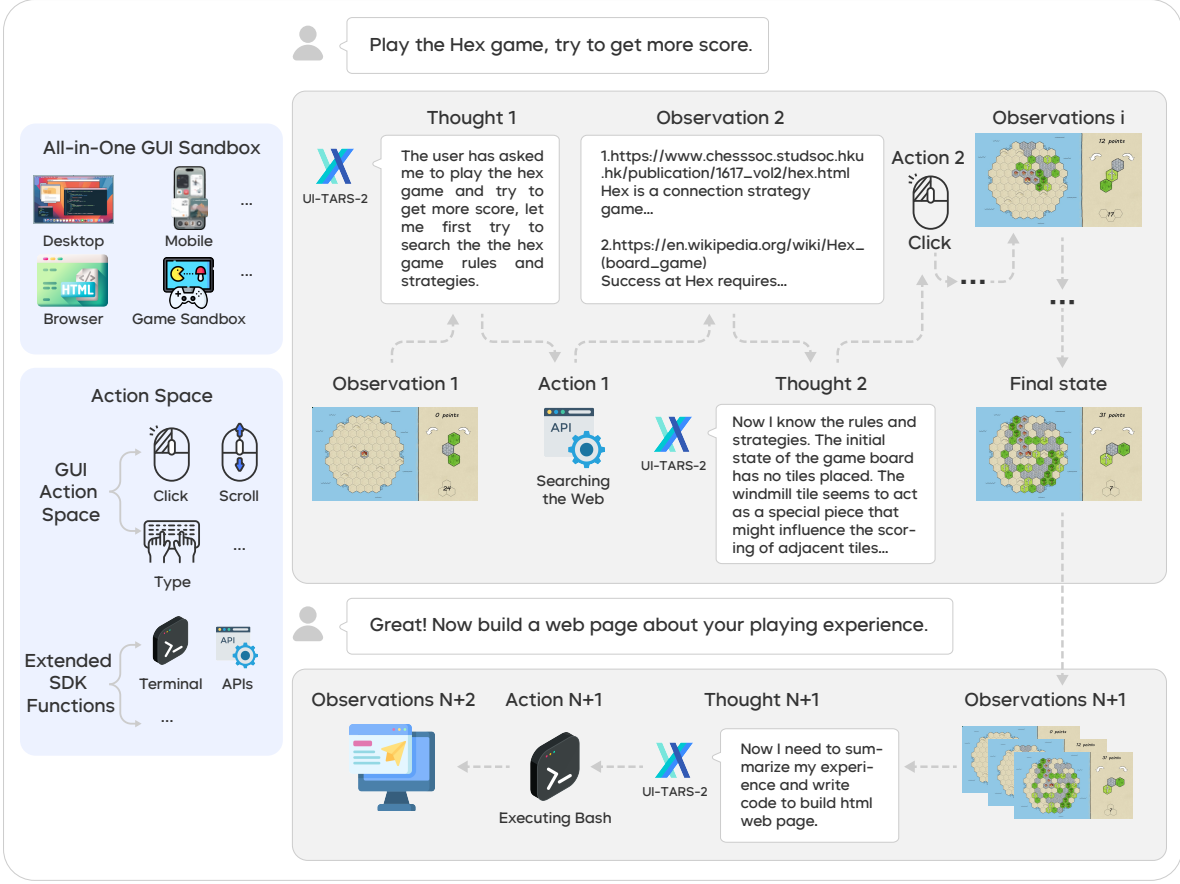 Play the Hex game, try to get more score.
All-in-One GUI Sandbox
Desktop
Mobile
...
Browser
HTML
Game Sandbox
...
Action Space
GUI
Action
Space
Click
Scroll
Type
...
Extended
SDK
Functions
Terminal
API
APIs
...
Thought 1
UI-TARS-2
The user has asked
me to play the hex
game and try to
get more score, let
me first try to
search the the hex
game rules and
strategies.
Observation 2
1.https://www.chesssoc.studsoc.hku
.hk/publication/1617_vol2/hex.html
Hex is a connection strategy
game...
2.https://en.wikipedia.org/wiki/Hex_
(board_game)
Success at Hex requires...
Action 2
Click
...
Observations i
12 points
17
...
Observation 1
0 points
24
Action 1
API
Searching
the Web
Thought 2
UI-TARS-2
Now I know the rules and
strategies. The initial
state of the game board
has no tiles placed. The
windmill tile seems to act
as a special piece that
might influence the scor-
ing of adjacent tiles...
Final state
31 points
7
Great! Now build a web page about your playing experience.
Observations N+2
Action N+1
Executing Bash
Thought N+1
UI-TARS-2
Now I need to sum-
marize my experi-
ence and write
code to build html
web page.
Observations N+1
0 points
12 points
31 points
7